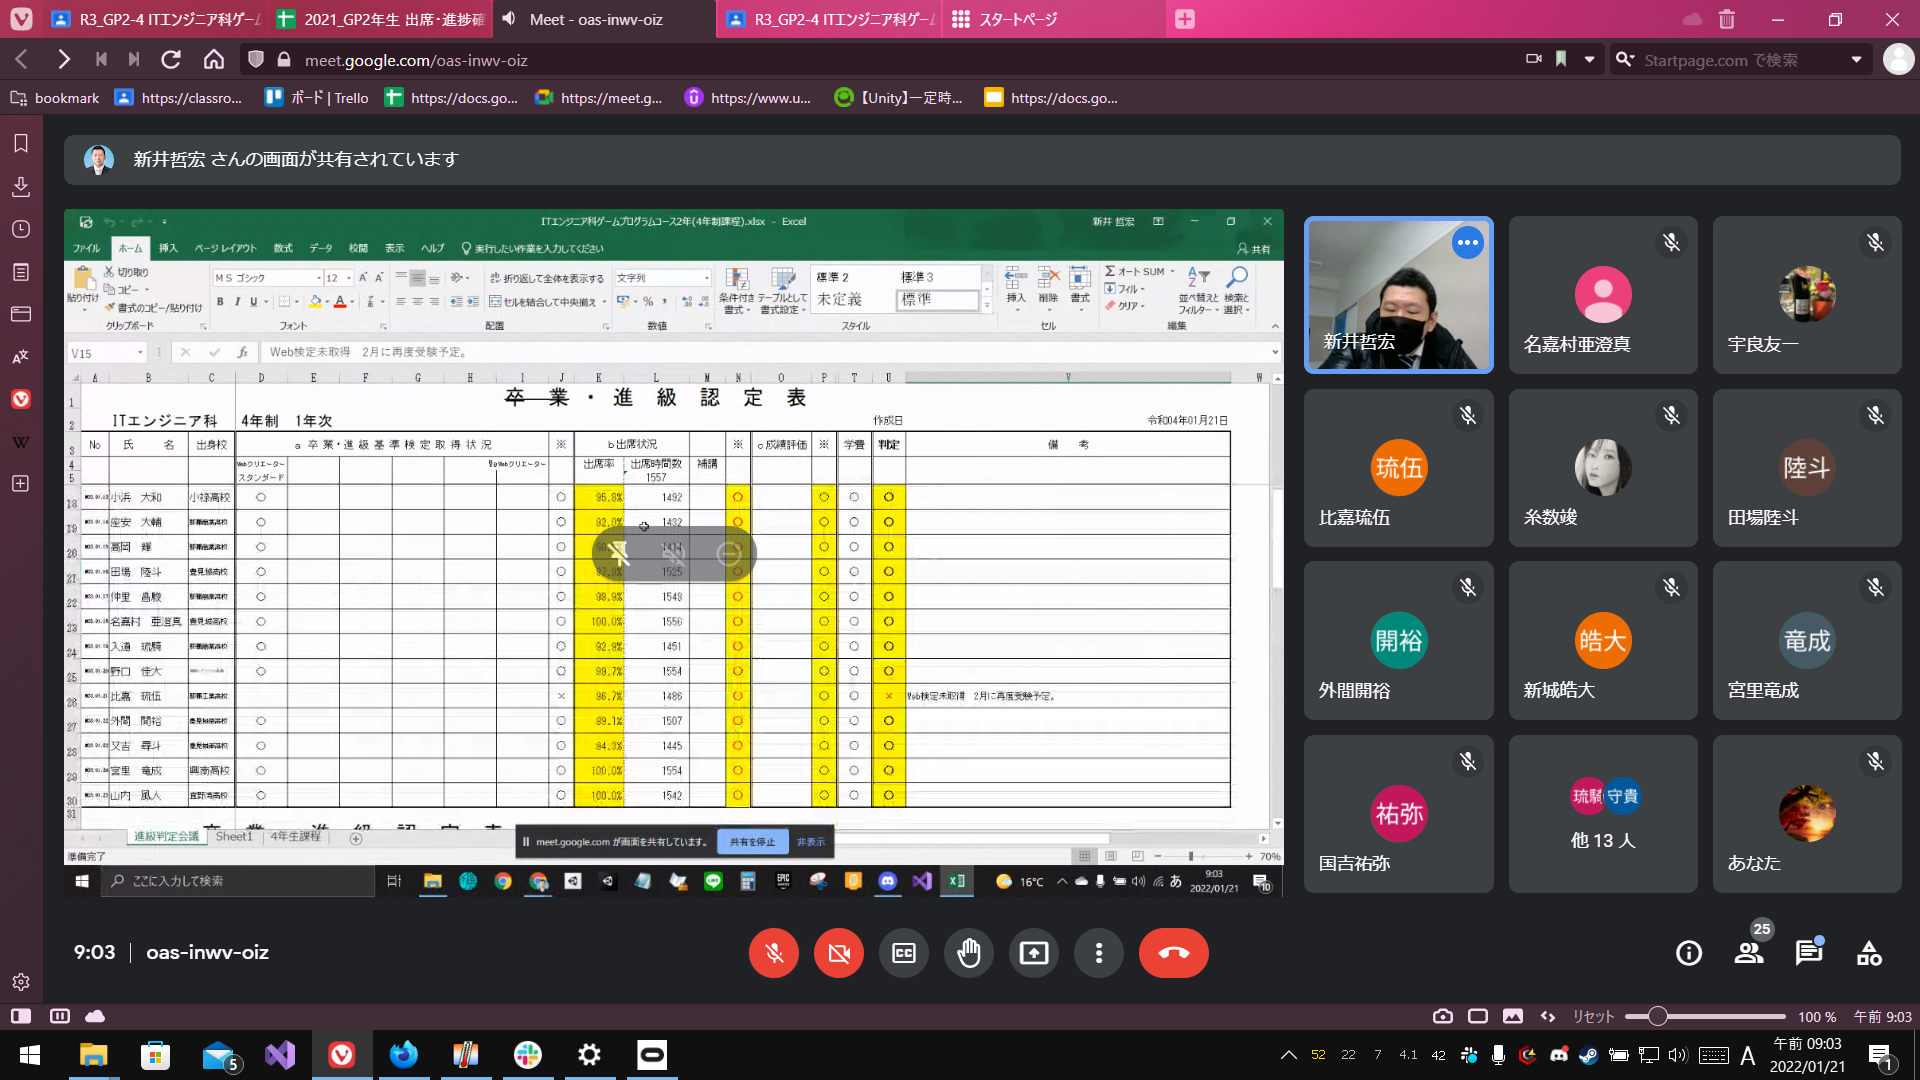 R3_GP2-4 ITエンジニア科ゲーム
2021_GP2年生 出席・進捗確
Meet - oas-inwv-oiz
R3_GP2-4 ITエンジニア科ゲーム
スタートページ
meet.google.com/oas-inwv-oiz
Startpage.com で検索
bookmark
https://classro...
ボード | Trello
https://docs.go...
https://meet.g...
https://www.u...
【Unity】一定時...
https://docs.go...
新井哲宏 さんの画面が共有されています
ITエンジニア科ゲームプログラムコース2年(4年制課程).xlsx - Excel
新井 哲宏
ファイル ホーム 挿入 ページ レイアウト 数式 データ 校閲 表示 ヘルプ 実行したい作業を入力してください 共有
貼り付け
切り取り
コピー
書式のコピー/貼り付け
クリップボード
ＭＳ ゴシック 12
B I U
フォント
折り返して全体を表示する
セルを結合して中央揃え
配置
文字列
数値
条件付き書式
テーブルとして書式設定
標準 2
標準 3
未定義
標準
スタイル
挿入
削除
書式
セル
オート SUM
フィル
クリア
並べ替えとフィルター
検索と選択
編集
V15
Web検定未取得 2月に再度受験予定。
A B C D E F G H I J K L M N O P T U V W
卒業・進級認定表
ITエンジニア科 4年制 1年次 作成日 令和04年01月21日
No 氏 名 出身校 a 卒業・進級基準検定取得状況 ※ b出席状況 ※ c成績評価 ※ 学費 判定 備 考
Webクリエーター
スタンダード
出席率 出席時間数 補講
1557
18 小浜 大和 小禄高校 ○ ○ 95.8% 1492 ○ ○ ○ ○
19 座安 大輔 ○ ○ 92.0% 1432 ○ ○ ○ ○
20 高岡 輝 ○ ○ ○ ○ ○ ○
21 田場 陸斗 ○ ○ 97.9% 1525 ○ ○ ○ ○
22 仲里 昌駿 ○ ○ 98.9% 1543 ○ ○ ○ ○
23 名嘉村 亜澄真 ○ ○ 100.0% 1556 ○ ○ ○ ○
24 入道 琉騎 ○ ○ 92.9% 1451 ○ ○ ○ ○
25 野口 佳大 ○ ○ 99.7% 1554 ○ ○ ○ ○
26 比嘉 琉伍 × 96.7% 1486 ○ ○ ○ × Web検定未取得 2月に再度受験予定。
27 外間 開裕 ○ ○ 89.1% 1507 ○ ○ ○ ○
28 又吉 尋斗 ○ ○ 94.3% 1445 ○ ○ ○ ○
29 宮里 竜成 興南高校 ○ ○ 100.0% 1554 ○ ○ ○ ○
30 山内 風人 ○ ○ 100.0% 1542 ○ ○ ○ ○
31
進級判定会議 Sheet1 4年生課程
meet.google.com が画面を共有しています。
共有を停止
非表示
準備完了
70%
ここに入力して検索
16°C
あ
9:03
2022/01/21
10
新井哲宏
名嘉村亜澄真
宇良友一
琉伍
比嘉琉伍
糸数竣
陸斗
田場陸斗
開裕
外間開裕
皓大
新城皓大
竜成
宮里竜成
祐弥
国吉祐弥
琉騎
守貴
他 13 人
あなた
9:03 | oas-inwv-oiz
25
リセット
100 %
午前 9:03
5
52 22 7 4.1 42
A
午前 09:03
2022/01/21
1